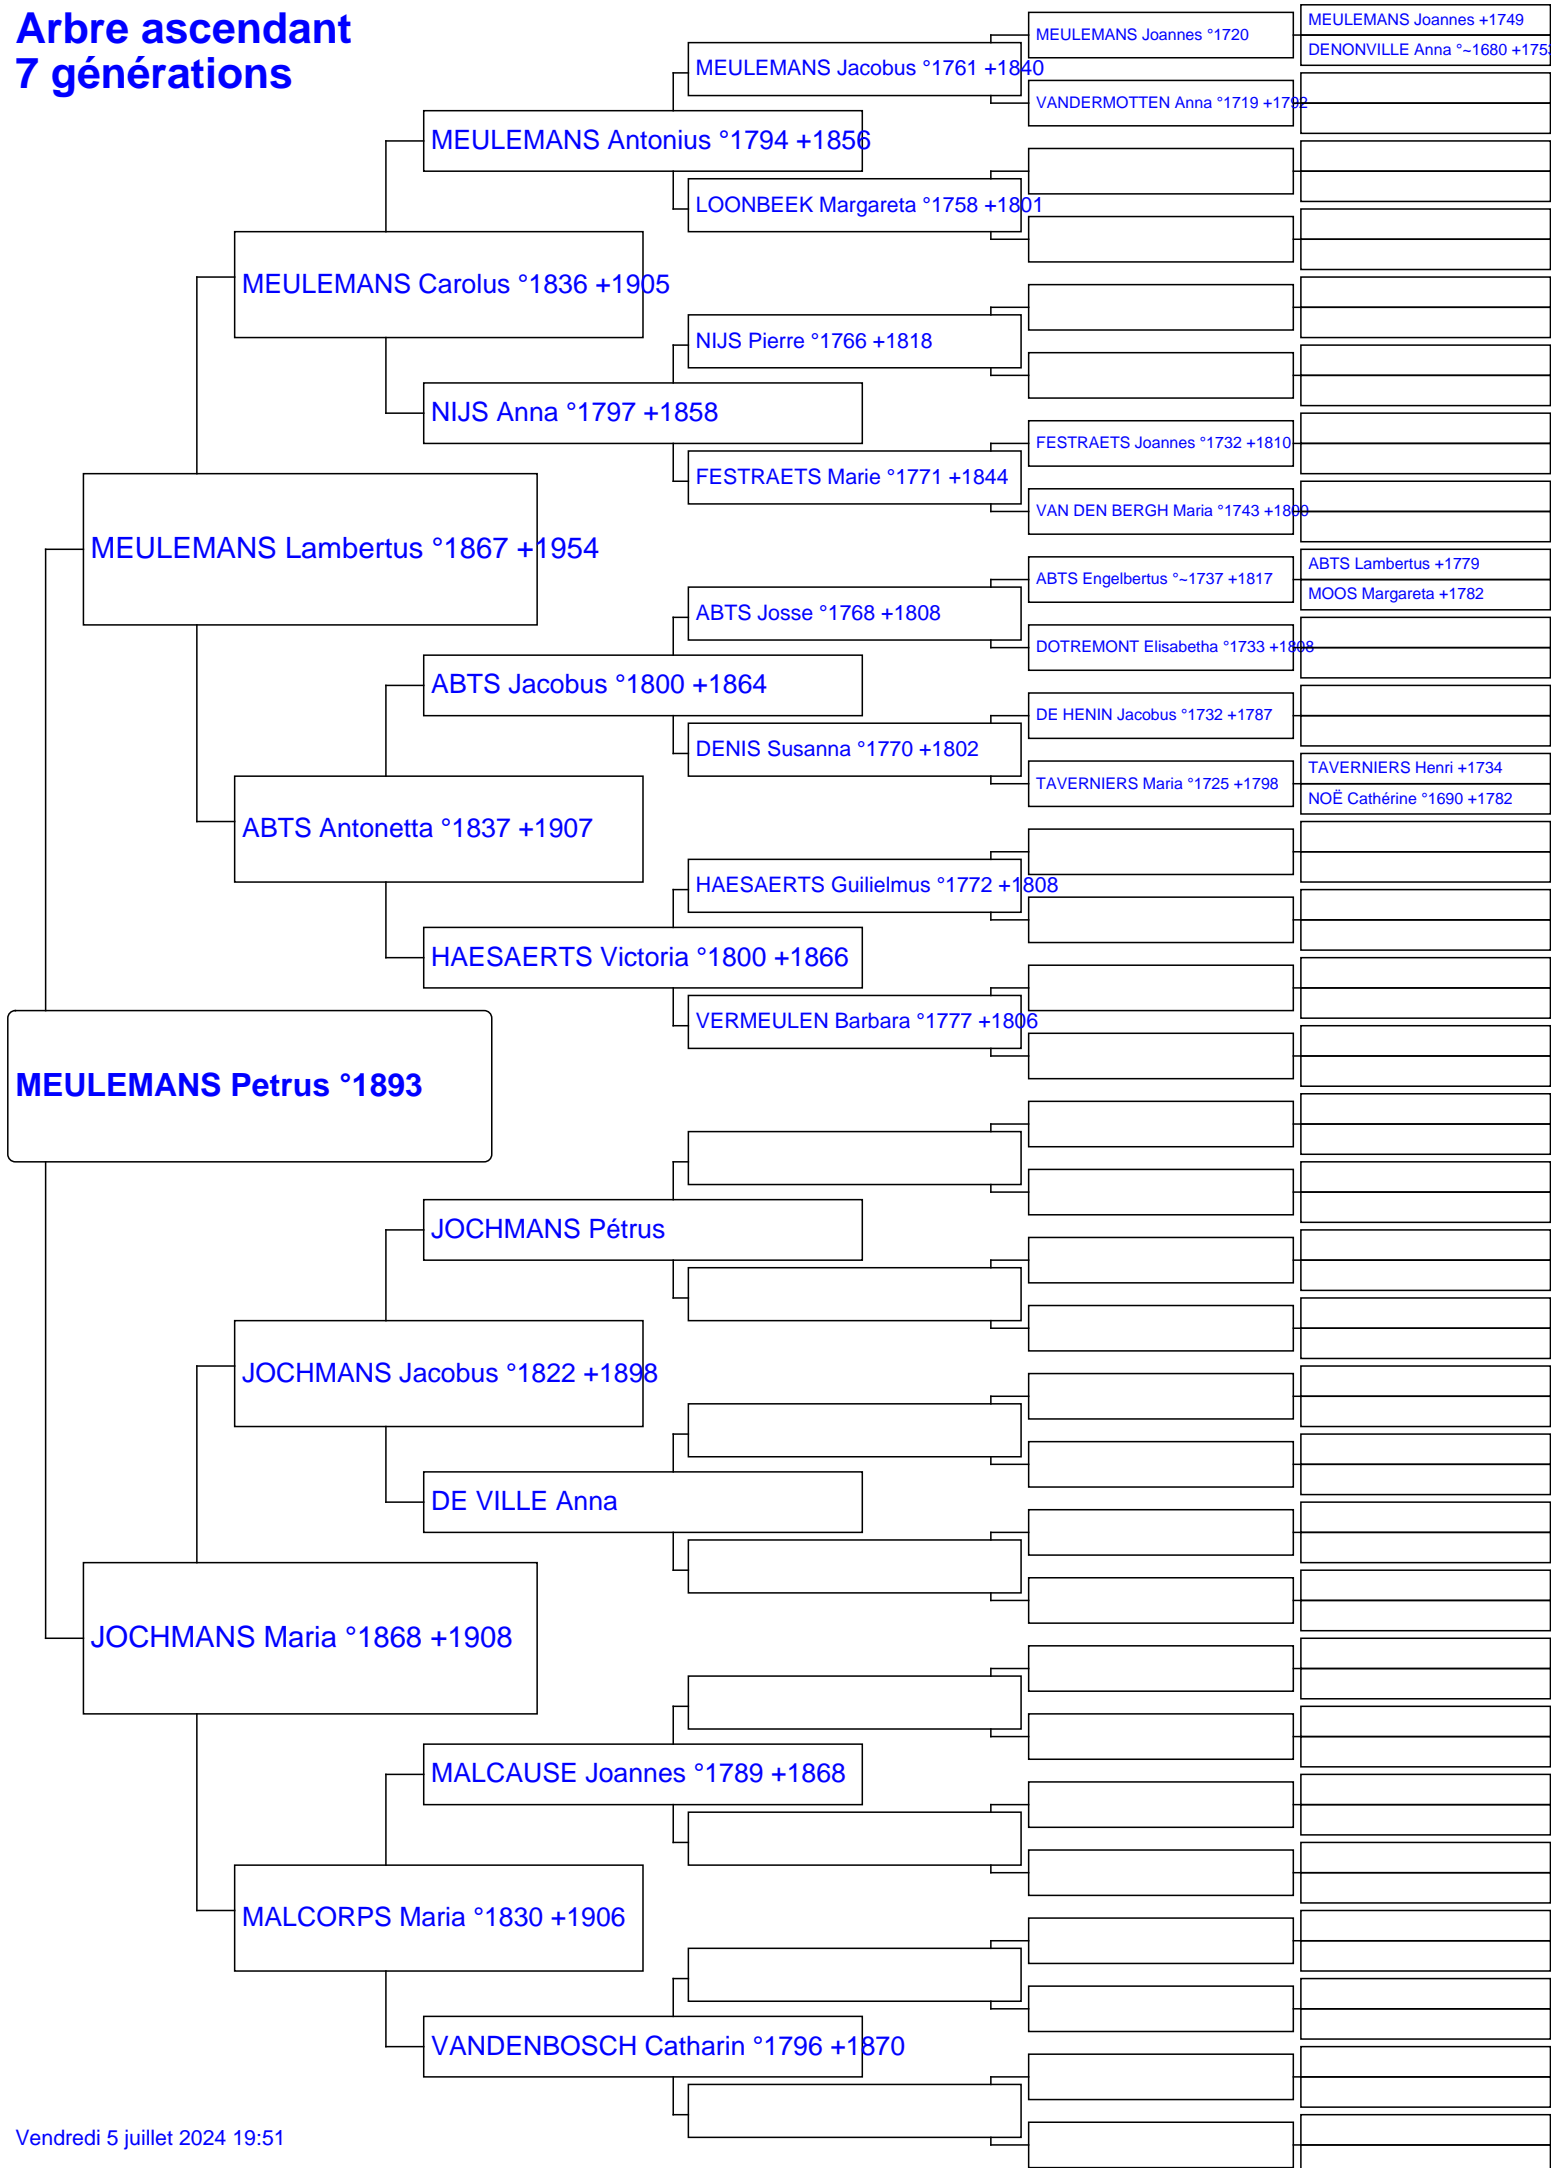 Arbre ascendant
7 générations
MEULEMANS Joannes +1749
MEULEMANS Joannes °1720
DENONVILLE Anna °~1680 +175
MEULEMANS Jacobus °1761 +1840
VANDERMOTTEN Anna °1719 +1792
MEULEMANS Antonius °1794 +1856
LOONBEEK Margareta °1758 +1801
MEULEMANS Carolus °1836 +1905
NIJS Pierre °1766 +1818
NIJS Anna °1797 +1858
FESTRAETS Joannes °1732 +1810
FESTRAETS Marie °1771 +1844
VAN DEN BERGH Maria °1743 +1800
MEULEMANS Lambertus °1867 +1954
ABTS Lambertus +1779
ABTS Engelbertus °~1737 +1817
MOOS Margareta +1782
ABTS Josse °1768 +1808
DOTREMONT Elisabetha °1733 +1808
ABTS Jacobus °1800 +1864
DE HENIN Jacobus °1732 +1787
DENIS Susanna °1770 +1802
TAVERNIERS Henri +1734
TAVERNIERS Maria °1725 +1798
NOË Cathérine °1690 +1782
ABTS Antonetta °1837 +1907
HAESAERTS Guilielmus °1772 +1808
HAESAERTS Victoria °1800 +1866
VERMEULEN Barbara °1777 +1806
MEULEMANS Petrus °1893
JOCHMANS Pétrus
JOCHMANS Jacobus °1822 +1898
DE VILLE Anna
JOCHMANS Maria °1868 +1908
MALCAUSE Joannes °1789 +1868
MALCORPS Maria °1830 +1906
VANDENBOSCH Catharin °1796 +1870
Vendredi 5 juillet 2024 19:51